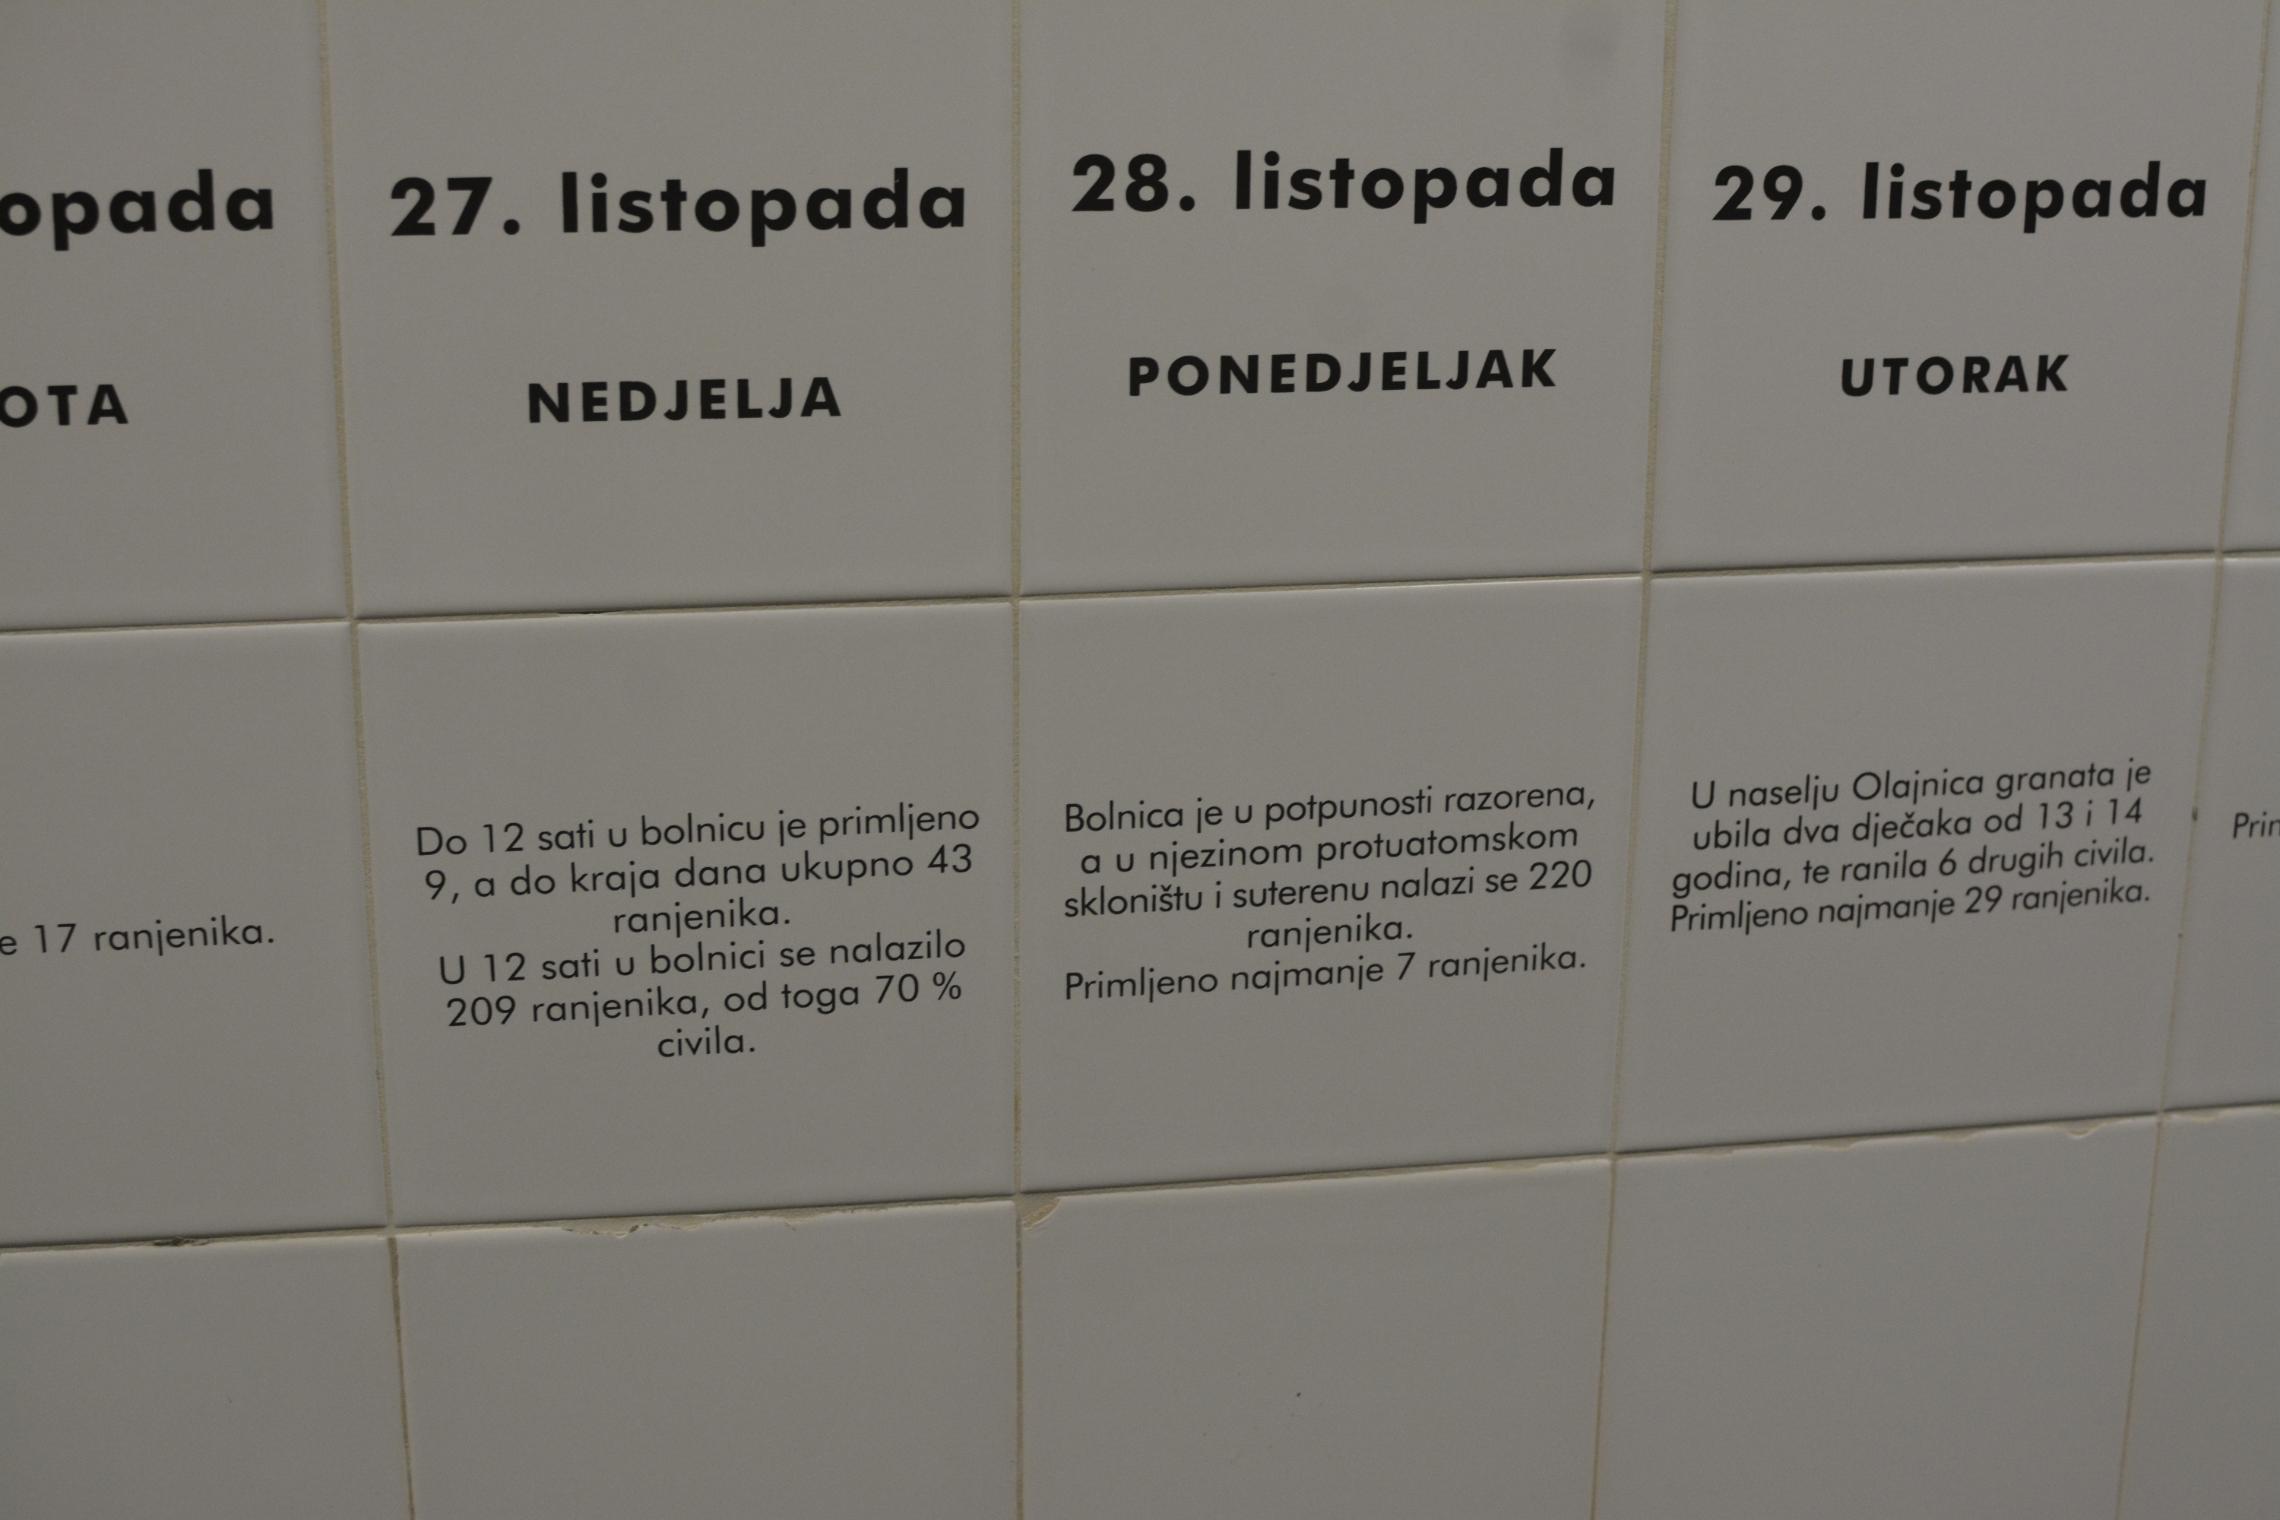 opada
OTA
e 17 ranjenika.
27. listopada
NEDJELJA
Do 12 sati u bolnicu je primljeno
9, a do kraja dana ukupno 43
ranjenika.
U 12 sati u bolnici se nalazilo
209 ranjenika, od toga 70 %
civila.
28. listopada
PONEDJELJAK
Bolnica je u potpunosti razorena,
a u njezinom protuatomskom
skloništu i suterenu nalazi se 220
ranjenika.
Primljeno najmanje 7 ranjenika.
29. listopada
UTORAK
U naselju Olajnica granata je
ubila dva dječaka od 13 i 14
godina, te ranila 6 drugih civila.
Primljeno najmanje 29 ranjenika.
Prin